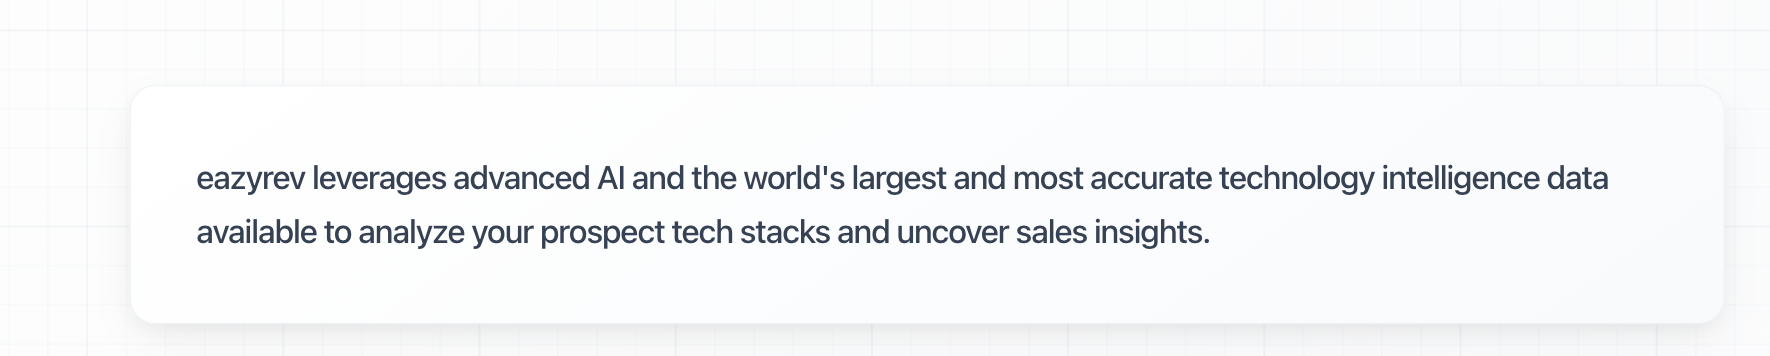 eazyrev leverages advanced AI and the world's largest and most accurate technology intelligence data
available to analyze your prospect tech stacks and uncover sales insights.